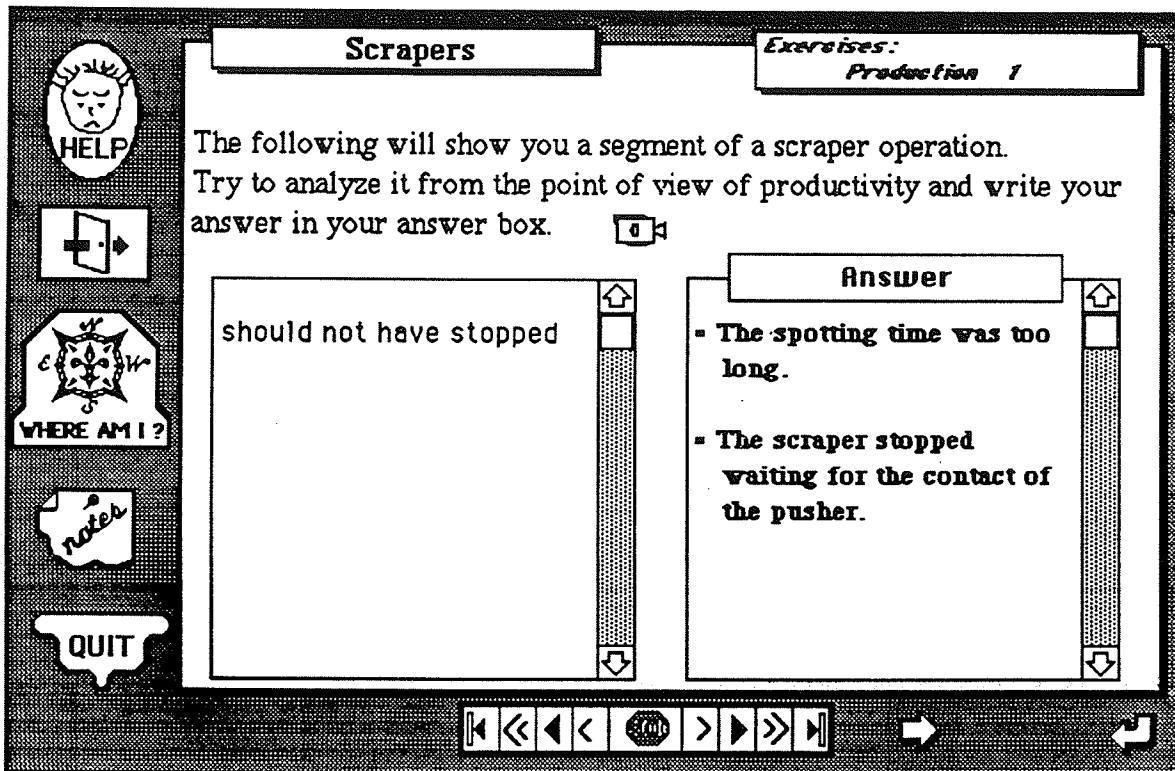 Scrapers
Exercises:
Production 1
HELP
The following will show you a segment of a scraper operation.
Try to analyze it from the point of view of productivity and write your
answer in your answer box.
should not have stopped
Answer
- The spotting time was too
long.
- The scraper stopped
waiting for the contact of
the pusher.
N
E W
S
WHERE AM I ?
notes
QUIT